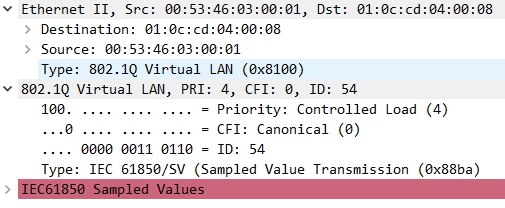 Ethernet II, Src: 00:53:46:03:00:01, Dst: 01:0c:cd:04:00:08
Destination: 01:0c:cd:04:00:08
Source: 00:53:46:03:00:01
Type: 802.1Q Virtual LAN (0x8100)
802.1Q Virtual LAN, PRI: 4, CFI: 0, ID: 54
100. .... .... .... = Priority: Controlled Load (4)
...0 .... .... .... = CFI: Canonical (0)
.... 0000 0011 0110 = ID: 54
Type: IEC 61850/SV (Sampled Value Transmission (0x88ba)
IEC61850 Sampled Values